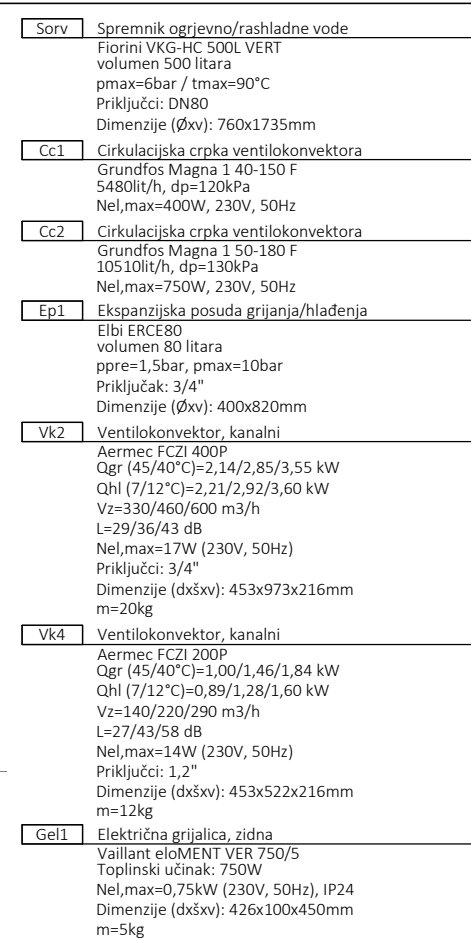 Sorv Spremnik ogrjevno/rashladne vode
Fiorini VKG-HC 500L VERT
volumen 500 litara
pmax=6bar / tmax=90°C
Priključci: DN80
Dimenzije (Øxv): 760x1735mm
Cc1 Cirkulacijska crpka ventilokonvektora
Grundfos Magna 1 40-150 F
5480lit/h, dp=120kPa
Nel,max=400W, 230V, 50Hz
Cc2 Cirkulacijska crpka ventilokonvektora
Grundfos Magna 1 50-180 F
10510lit/h, dp=130kPa
Nel,max=750W, 230V, 50Hz
Ep1 Ekspanzijska posuda grijanja/hlađenja
Elbi ERCE80
volumen 80 litara
ppre=1,5bar, pmax=10bar
Priključak: 3/4"
Dimenzije (Øxv): 400x820mm
Vk2 Ventilokonvektor, kanalni
Aermec FCZI 400P
Qgr (45/40°C)=2,14/2,85/3,55 kW
Qhl (7/12°C)=2,21/2,92/3,60 kW
Vz=330/460/600 m3/h
L=29/36/43 dB
Nel,max=17W (230V, 50Hz)
Priključci: 3/4"
Dimenzije (dxšxv): 453x973x216mm
m=20kg
Vk4 Ventilokonvektor, kanalni
Aermec FCZI 200P
Qgr (45/40°C)=1,00/1,46/1,84 kW
Qhl (7/12°C)=0,89/1,28/1,60 kW
Vz=140/220/290 m3/h
L=27/43/58 dB
Nel,max=14W (230V, 50Hz)
Priključci: 1,2"
Dimenzije (dxšxv): 453x522x216mm
m=12kg
Gel1 Električna grijalica, zidna
Vaillant eloMENT VER 750/5
Toplinski učinak: 750W
Nel,max=0,75kW (230V, 50Hz), IP24
Dimenzije (dxšxv): 426x100x450mm
m=5kg